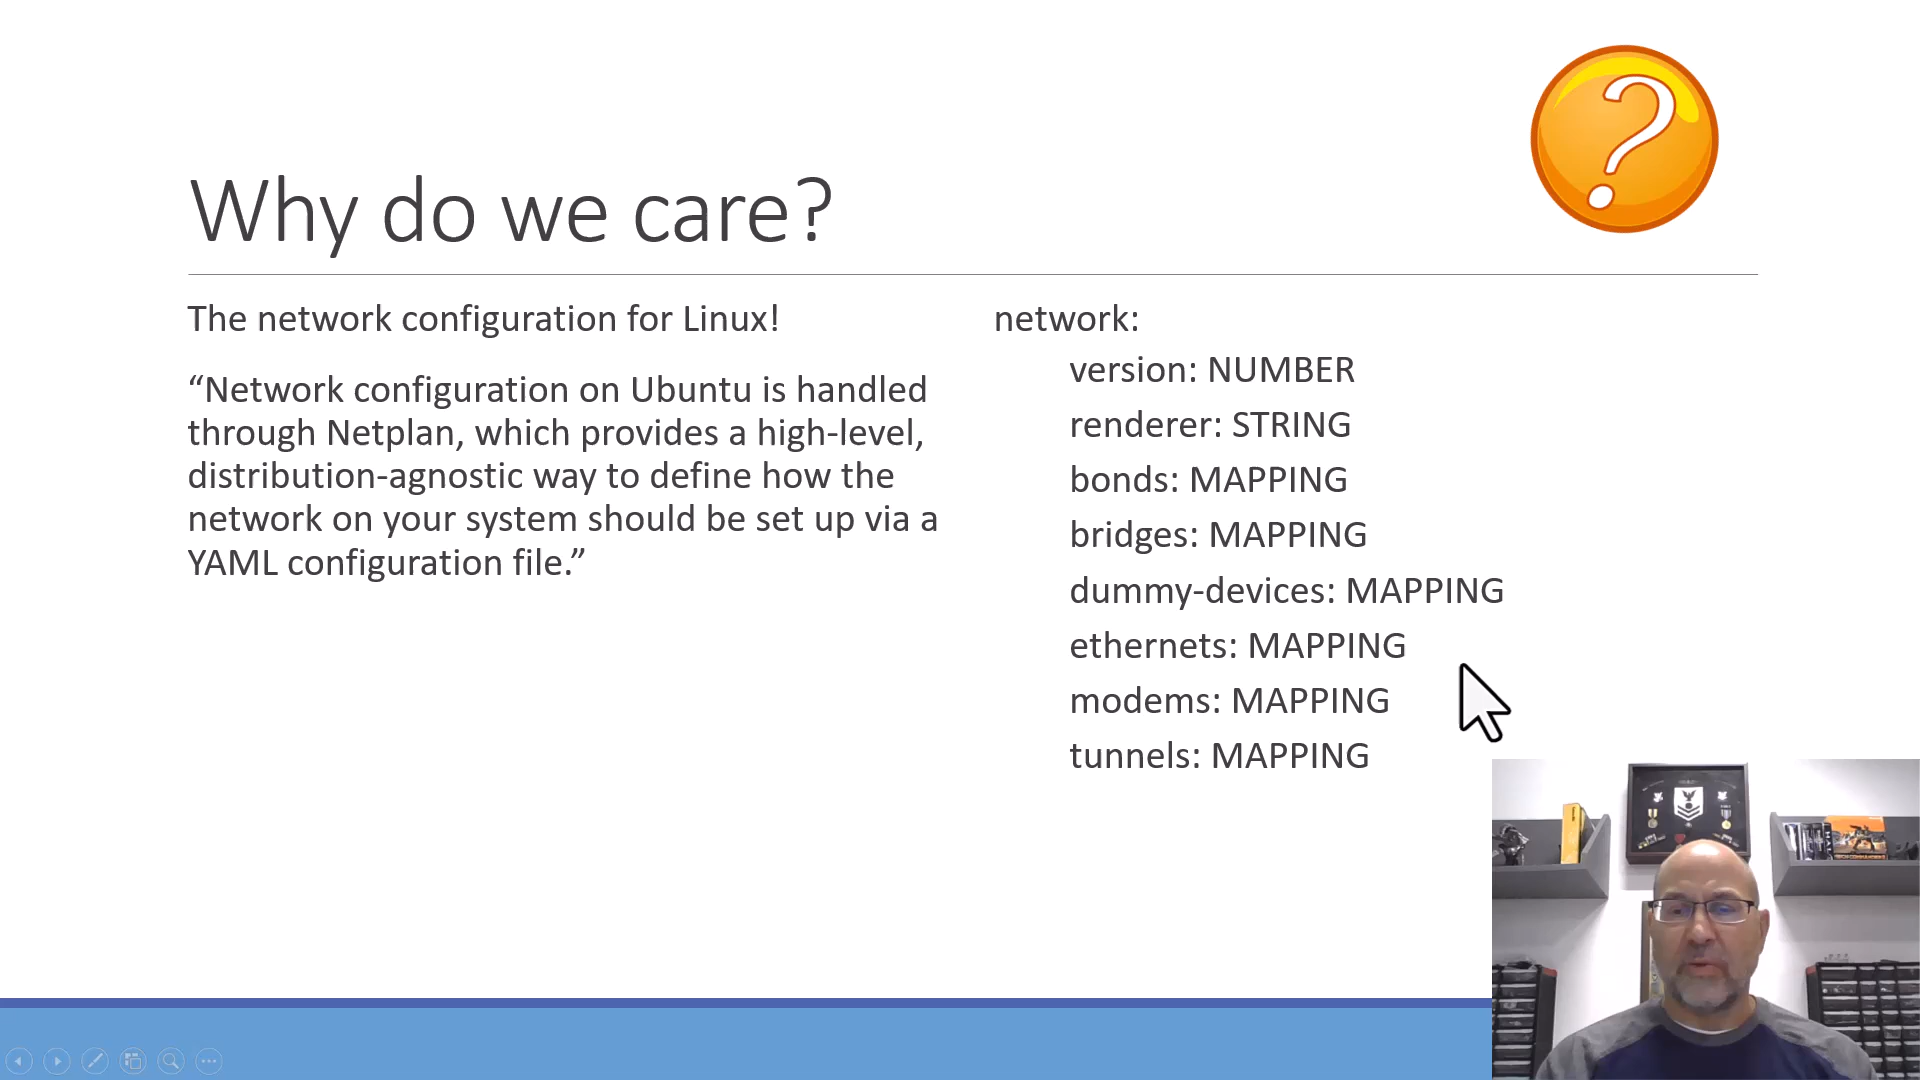 Why do we care?
The network configuration for Linux!
“Network configuration on Ubuntu is handled
through Netplan, which provides a high-level,
distribution-agnostic way to define how the
network on your system should be set up via a
YAML configuration file.”
network:
version: NUMBER
renderer: STRING
bonds: MAPPING
bridges: MAPPING
dummy-devices: MAPPING
ethernets: MAPPING
modems: MAPPING
tunnels: MAPPING
?